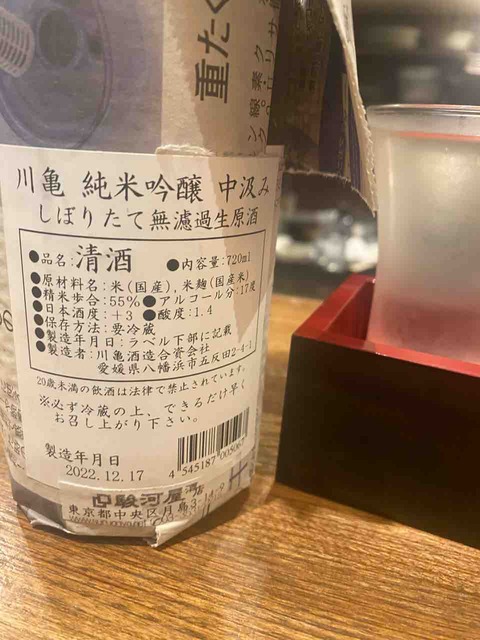 重たく
川亀 純米吟醸 中汲み
しぼりたて無濾過生原酒
●品名:清酒 ●内容量:720ml
●原材料名:米(国産),米麹(国産米)
●精米歩合:55%●アルコール分:17度
●日本酒度:+3 ●酸度:1.4
●保存方法:要冷蔵
●製造年月日:ラベル下部に記載
●製造者:川亀酒造合資会社
愛媛県八幡浜市五反田2-4-1
20歳未満の飲酒は法律で禁止されています。
※必ず冷蔵の上、できるだけ早く
お召し上がり下さい。
製造年月日
2022.12.17
4 545187 005067
駿河屋
東京都中央区月島3-14-9